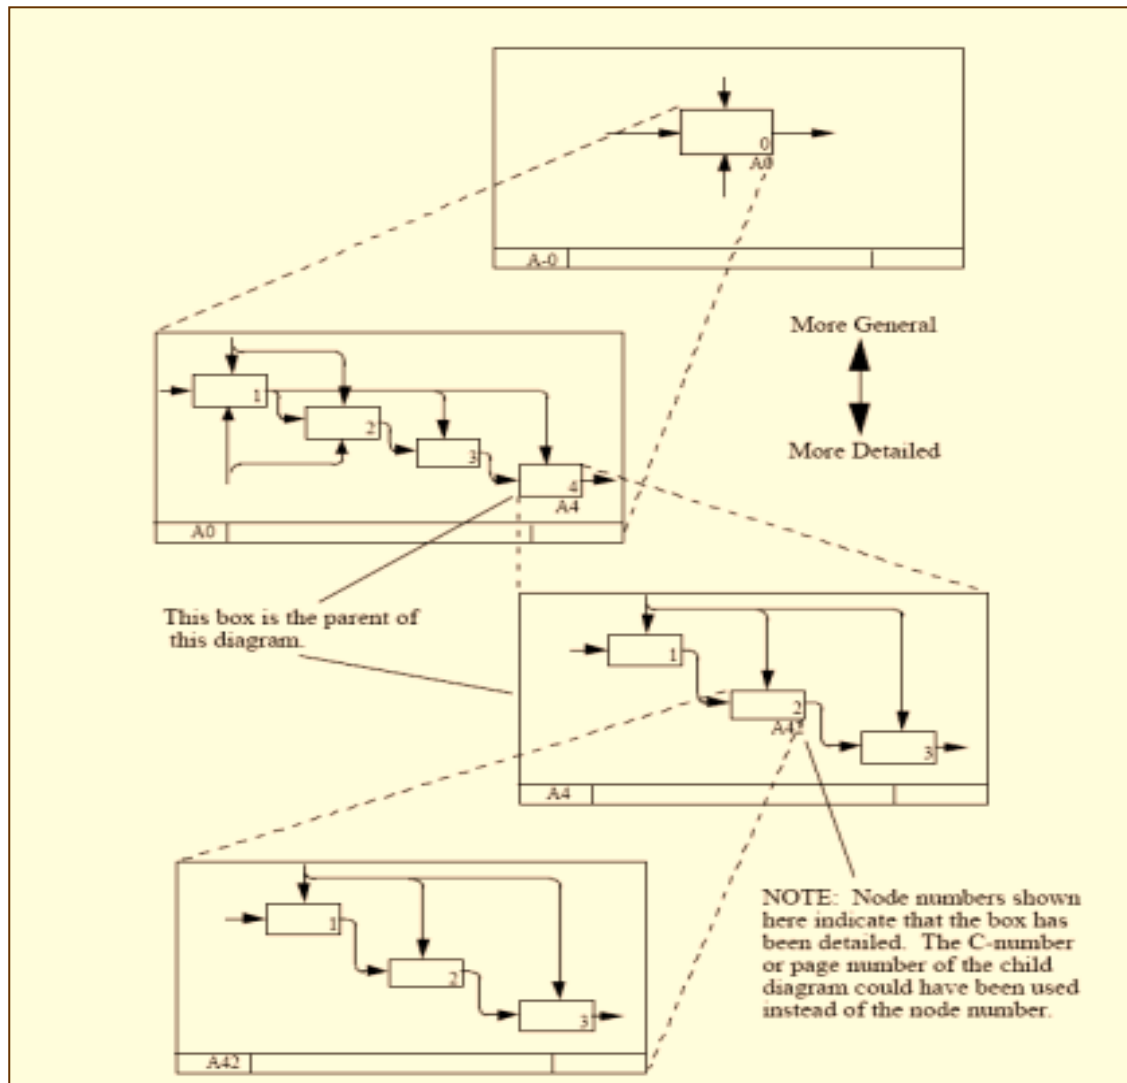 0
A0
A-0
More General
More Detailed
1
2
3
4
A4
A0
This box is the parent of
this diagram.
1
2
A42
3
A4
NOTE: Node numbers shown
here indicate that the box has
been detailed. The C-number
or page number of the child
diagram could have been used
instead of the node number.
1
2
3
A42